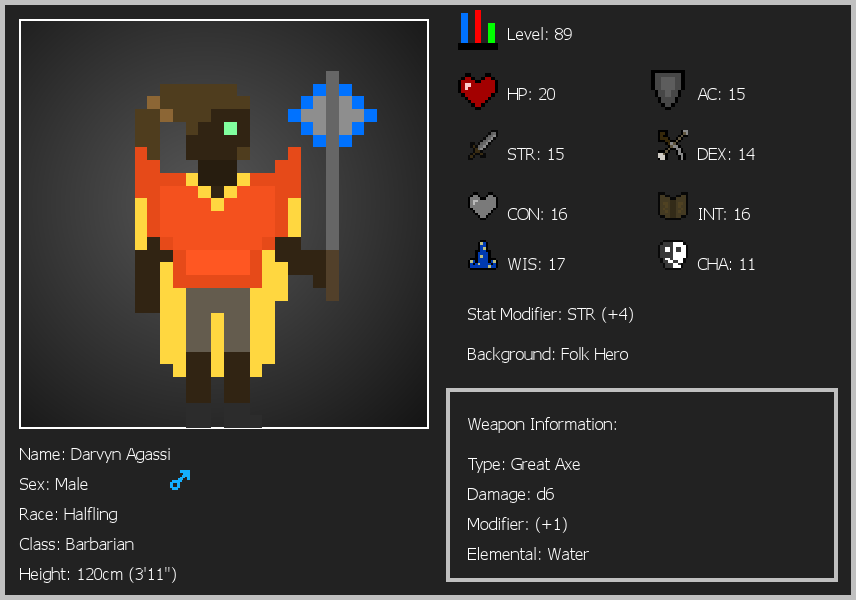 Level: 89
HP: 20
AC: 15
STR: 15
DEX: 14
CON: 16
INT: 16
WIS: 17
CHA: 11
Stat Modifier: STR (+4)
Background: Folk Hero
Weapon Information:
Type: Great Axe
Damage: d6
Modifier: (+1)
Elemental: Water
Name: Darvyn Agassi
Sex: Male
Race: Halfling
Class: Barbarian
Height: 120cm (3'11")